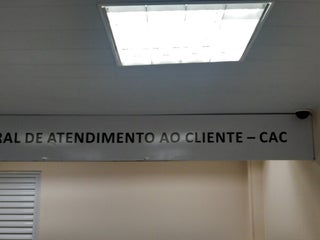 RAL DE ATENDIMENTO AO CLIENTE – CAC